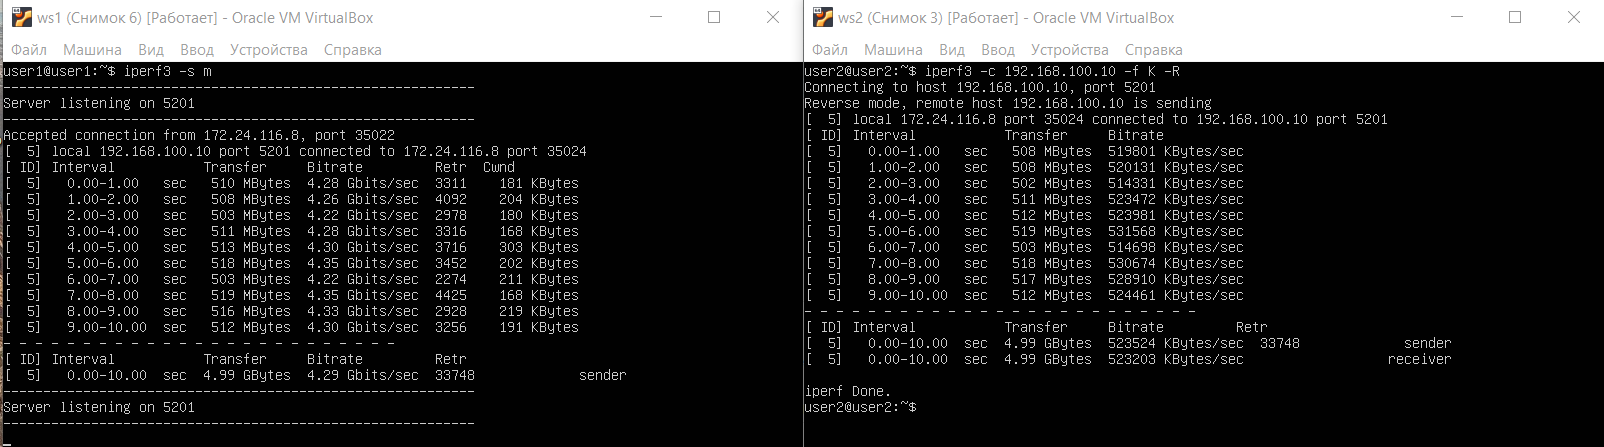 ws1 (Снимок 6) [Работает] - Oracle VM VirtualBox
Файл Машина Вид Ввод Устройства Справка
user1@user1:~$ iperf3 -s m
-----------------------------------------------------------
Server listening on 5201
-----------------------------------------------------------
Accepted connection from 172.24.116.8, port 35022
[  5] local 192.168.100.10 port 5201 connected to 172.24.116.8 port 35024
[ ID] Interval           Transfer     Bitrate         Retr  Cwnd
[  5]   0.00-1.00   sec   510 MBytes  4.28 Gbits/sec  3311    181 KBytes
[  5]   1.00-2.00   sec   508 MBytes  4.26 Gbits/sec  4092    204 KBytes
[  5]   2.00-3.00   sec   503 MBytes  4.22 Gbits/sec  2978    180 KBytes
[  5]   3.00-4.00   sec   511 MBytes  4.28 Gbits/sec  3316    168 KBytes
[  5]   4.00-5.00   sec   513 MBytes  4.30 Gbits/sec  3716    303 KBytes
[  5]   5.00-6.00   sec   518 MBytes  4.35 Gbits/sec  3452    202 KBytes
[  5]   6.00-7.00   sec   503 MBytes  4.22 Gbits/sec  2274    211 KBytes
[  5]   7.00-8.00   sec   519 MBytes  4.35 Gbits/sec  4425    168 KBytes
[  5]   8.00-9.00   sec   516 MBytes  4.33 Gbits/sec  2928    219 KBytes
[  5]   9.00-10.00  sec   512 MBytes  4.30 Gbits/sec  3256    191 KBytes
- - - - - - - - - - - - - - - - - - - - - - - - -
[ ID] Interval           Transfer     Bitrate         Retr
[  5]   0.00-10.00  sec  4.99 GBytes  4.29 Gbits/sec  33748             sender
-----------------------------------------------------------
Server listening on 5201
-----------------------------------------------------------
ws2 (Снимок 3) [Работает] - Oracle VM VirtualBox
Файл Машина Вид Ввод Устройства Справка
user2@user2:~$ iperf3 -c 192.168.100.10 -f K -R
Connecting to host 192.168.100.10, port 5201
Reverse mode, remote host 192.168.100.10 is sending
[  5] local 172.24.116.8 port 35024 connected to 192.168.100.10 port 5201
[ ID] Interval           Transfer     Bitrate
[  5]   0.00-1.00   sec   508 MBytes  519801 KBytes/sec
[  5]   1.00-2.00   sec   508 MBytes  520131 KBytes/sec
[  5]   2.00-3.00   sec   502 MBytes  514331 KBytes/sec
[  5]   3.00-4.00   sec   511 MBytes  523472 KBytes/sec
[  5]   4.00-5.00   sec   512 MBytes  523981 KBytes/sec
[  5]   5.00-6.00   sec   519 MBytes  531568 KBytes/sec
[  5]   6.00-7.00   sec   503 MBytes  514698 KBytes/sec
[  5]   7.00-8.00   sec   518 MBytes  530674 KBytes/sec
[  5]   8.00-9.00   sec   517 MBytes  528910 KBytes/sec
[  5]   9.00-10.00  sec   512 MBytes  524461 KBytes/sec
- - - - - - - - - - - - - - - - - - - - - - - - -
[ ID] Interval           Transfer     Bitrate         Retr
[  5]   0.00-10.00  sec  4.99 GBytes  523524 KBytes/sec  33748             sender
[  5]   0.00-10.00  sec  4.99 GBytes  523203 KBytes/sec                  receiver
iperf Done.
user2@user2:~$